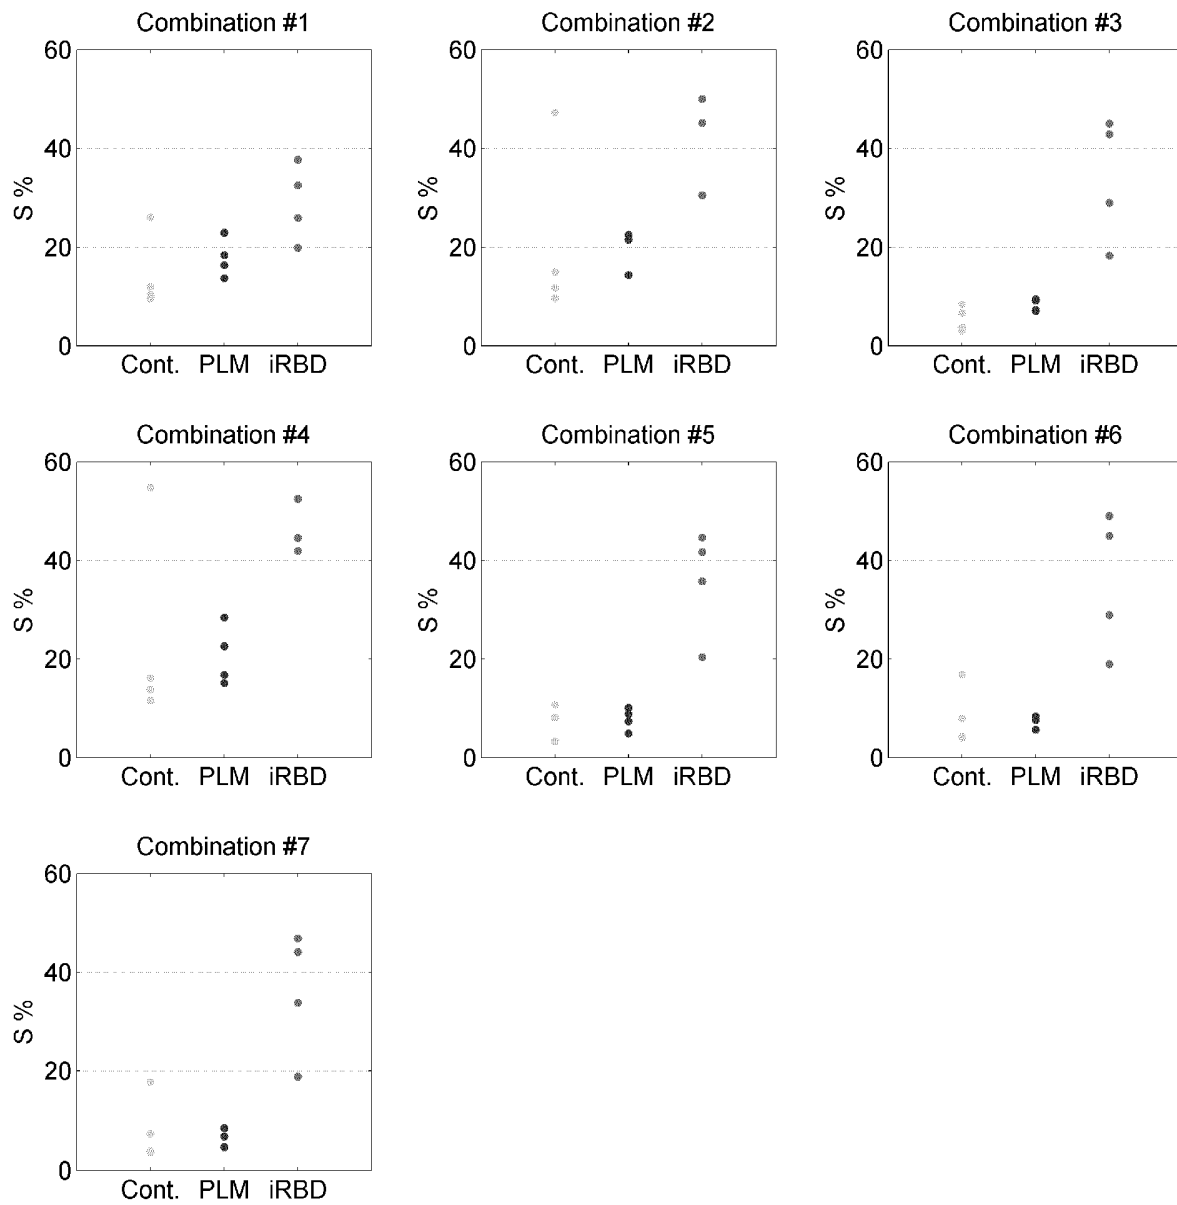 Combination #1
60
40
20
0
S %
Cont. PLM iRBD
Combination #2
60
40
20
0
S %
Cont. PLM iRBD
Combination #3
60
40
20
0
S %
Cont. PLM iRBD
Combination #4
60
40
20
0
S %
Cont. PLM iRBD
Combination #5
60
40
20
0
S %
Cont. PLM iRBD
Combination #6
60
40
20
0
S %
Cont. PLM iRBD
Combination #7
60
40
20
0
S %
Cont. PLM iRBD